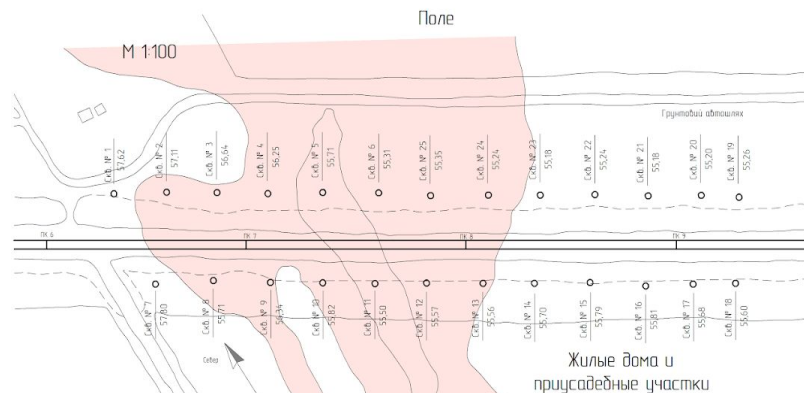 Поле
М 1:100
Грунтовий автошлях
Скв. № 1
57,62
Скв. № 2
57,11
Скв. № 3
56,64
Скв. № 4
56,25
Скв. № 5
55,71
Скв. № 6
55,31
Скв. № 25
55,35
Скв. № 24
55,24
Скв. № 23
55,18
Скв. № 22
55,24
Скв. № 21
55,18
Скв. № 20
55,20
Скв. № 19
55,26
ПК 6
ПК 7
ПК 8
ПК 9
Скв. № 7
57,80
Скв. № 8
55,71
Скв. № 9
56,34
Скв. № 10
55,82
Скв. № 11
55,50
Скв. № 12
55,57
Скв. № 13
55,56
Скв. № 14
55,70
Скв. № 15
55,79
Скв. № 16
55,81
Скв. № 17
55,68
Скв. № 18
55,60
Север
Жилые дома и
приусадебные участки